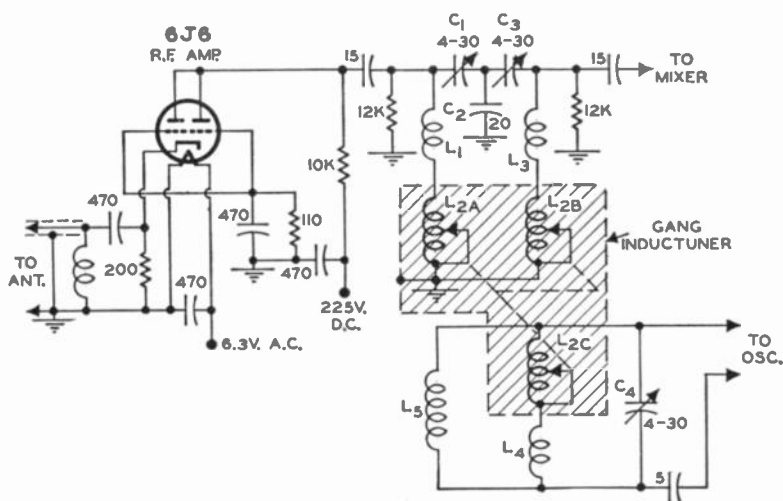 6J6
R.F. AMP.
15
C1
4-30
C3
4-30
15
TO
MIXER
12K
C2
20
12K
L1
L3
10K
470
470
110
L2A
L2B
GANG
INDUCTUNER
TO
ANT.
200
470
470
225V.
D.C.
6.3V. A.C.
L2C
TO
OSC.
L5
C4
4-30
L4
5